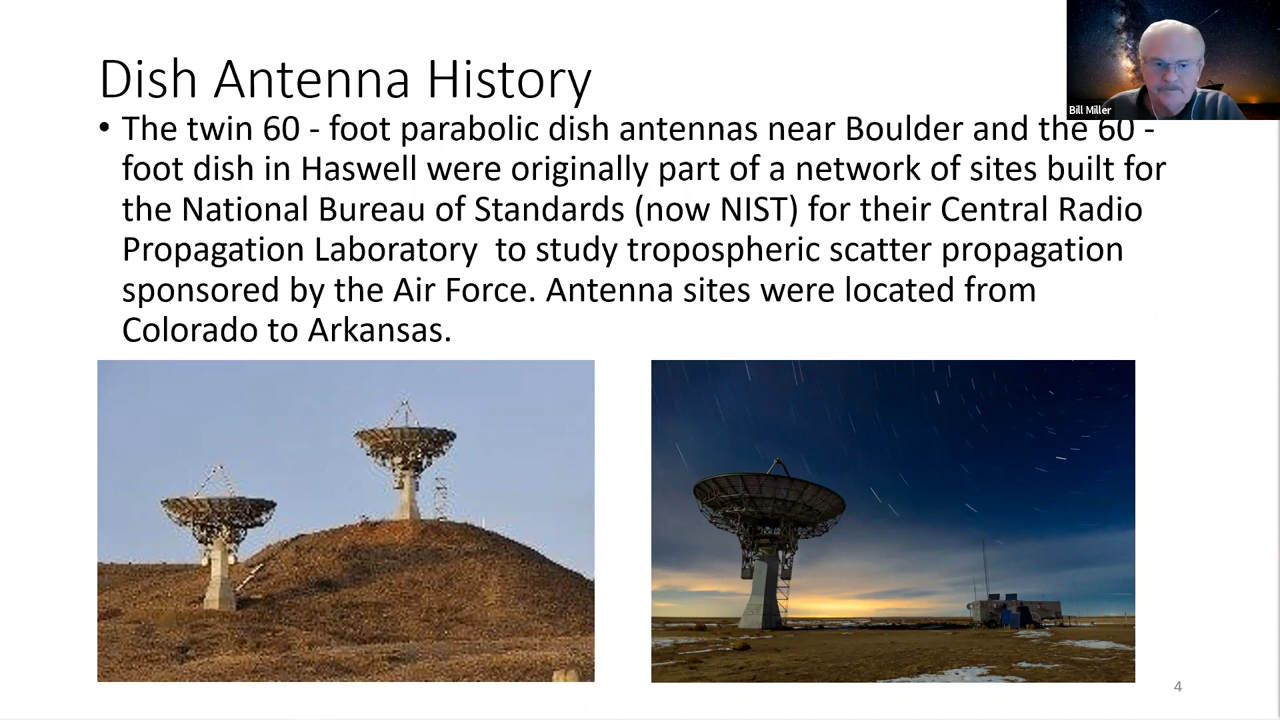 Dish Antenna History
Bill Miller
• The twin 60 - foot parabolic dish antennas near Boulder and the 60 -
foot dish in Haswell were originally part of a network of sites built for
the National Bureau of Standards (now NIST) for their Central Radio
Propagation Laboratory  to study tropospheric scatter propagation
sponsored by the Air Force. Antenna sites were located from
Colorado to Arkansas.
4